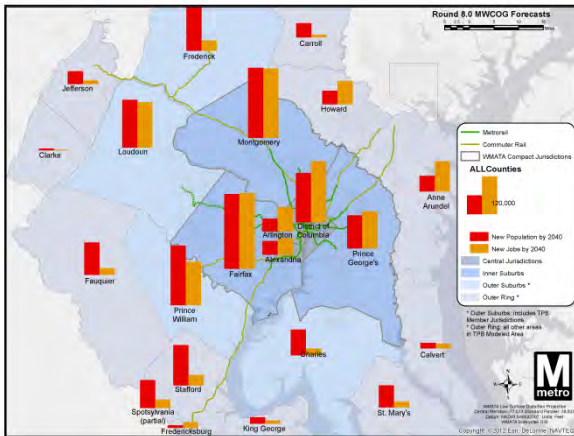 Round 8.0 MWCOG Forecasts
Carroll
Frederick
Jefferson
Howard
Montgomery
Clarke
Loudoun
Anne
Arundel
District of
Columbia
Arlington
Alexandria
Fairfax
Prince
George's
Fauquier
Prince
William
Charles
Calvert
Stafford
Spotsylvania
(partial)
Fredericksburg
King George
St. Mary's
Metrorail
Commuter Rail
WMATA Compact Jurisdictions
ALLCounties
120,000
New Population by 2040
New Jobs by 2040
Central Jurisdictions
Inner Suburbs
Outer Suburbs *
Outer Ring *
* Outer Suburbs: includes TPB
Member Jurisdictions
* Outer Ring: all other areas
in TPB Modeled Area
M
metro